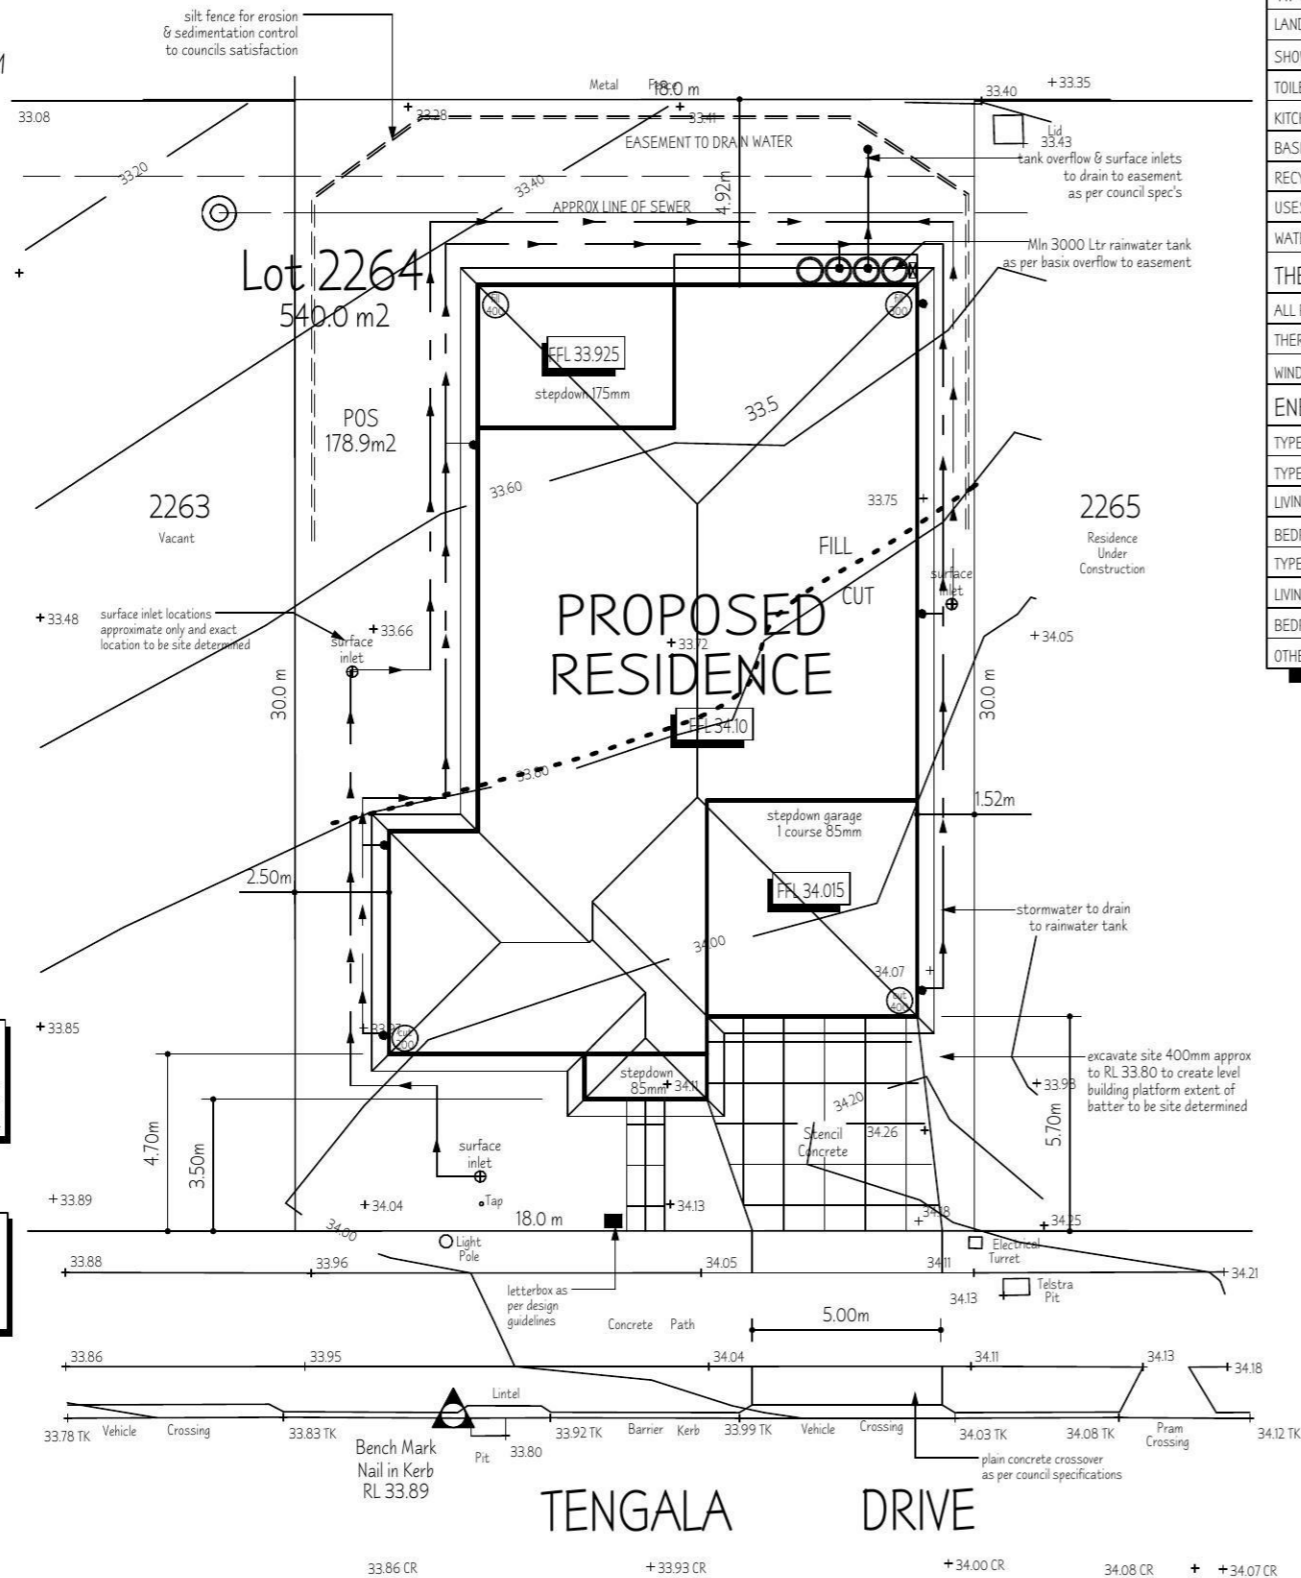 silt fence for erosion
& sedimentation control
to councils satisfaction
Metal Fence
18.0 m
33.08
33.20
33.28
33.41
33.40
33.35
Lid
33.43
EASEMENT TO DRAIN WATER
33.40
4.92m
APPROX LINE OF SEWER
tank overflow & surface inlets
to drain to easement
as per council spec's
MIn 3000 Ltr rainwater tank
as per basix overflow to easement
Lot 2264
540.0 m2
fill
400
fill
300
FFL 33.925
stepdown 175mm
POS
178.9m2
33.5
33.60
33.75
2263
Vacant
2265
Residence
Under
Construction
FILL
CUT
surface
inlet
33.48
surface inlet locations
approximate only and exact
location to be site determined
33.66
surface
inlet
PROPOSED
RESIDENCE
33.72
34.05
30.0 m
30.0 m
FFL 34.10
33.80
stepdown garage
1 course 85mm
1.52m
2.50m
FFL 34.015
stormwater to drain
to rainwater tank
34.00
34.07
cut
400
33.85
33.97
cut
200
stepdown
85mm
34.11
34.20
excavate site 400mm approx
to RL 33.80 to create level
building platform extent of
batter to be site determined
33.98
4.70m
3.50m
5.70m
Stencil
Concrete
34.26
surface
inlet
Tap
33.89
34.04
34.00
18.0 m
34.13
34.18
34.25
Light
Pole
Electrical
Turret
33.88
33.96
34.05
34.11
34.21
letterbox as
per design
guidelines
34.13
Telstra
Pit
Concrete Path
5.00m
33.86
33.95
34.04
34.11
34.13
34.18
Lintel
33.78 TK
Vehicle Crossing
33.83 TK
Pit
33.80
33.92 TK
Barrier Kerb
33.99 TK
Vehicle Crossing
34.03 TK
34.08 TK
Pram
Crossing
34.12 TK
Bench Mark
Nail in Kerb
RL 33.89
plain concrete crossover
as per council specifications
TENGALA DRIVE
33.86 CR
33.93 CR
34.00 CR
34.08 CR
34.07 CR